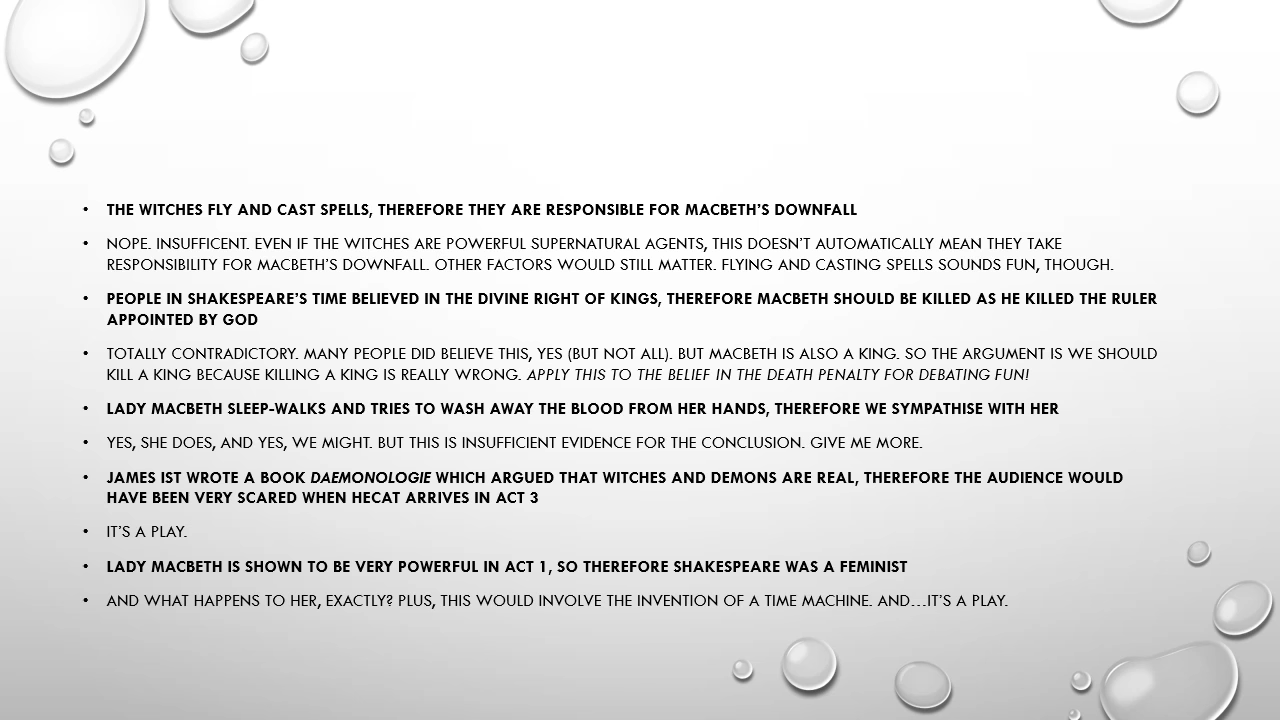 • THE WITCHES FLY AND CAST SPELLS, THEREFORE THEY ARE RESPONSIBLE FOR MACBETH’S DOWNFALL
• NOPE. INSUFFICIENT. EVEN IF THE WITCHES ARE POWERFUL SUPERNATURAL AGENTS, THIS DOESN’T AUTOMATICALLY MEAN THEY TAKE
RESPONSIBILITY FOR MACBETH’S DOWNFALL. OTHER FACTORS WOULD STILL MATTER. FLYING AND CASTING SPELLS SOUNDS FUN, THOUGH.
• PEOPLE IN SHAKESPEARE’S TIME BELIEVED IN THE DIVINE RIGHT OF KINGS, THEREFORE MACBETH SHOULD BE KILLED AS HE KILLED THE RULER
APPOINTED BY GOD
• TOTALLY CONTRADICTORY. MANY PEOPLE DID BELIEVE THIS, YES (BUT NOT ALL). BUT MACBETH IS ALSO A KING. SO THE ARGUMENT IS WE SHOULD
KILL A KING BECAUSE KILLING A KING IS REALLY WRONG. APPLY THIS TO THE BELIEF IN THE DEATH PENALTY FOR DEBATING FUN!
• LADY MACBETH SLEEP-WALKS AND TRIES TO WASH AWAY THE BLOOD FROM HER HANDS, THEREFORE WE SYMPATHISE WITH HER
• YES, SHE DOES, AND YES, WE MIGHT. BUT THIS IS INSUFFICIENT EVIDENCE FOR THE CONCLUSION. GIVE ME MORE.
• JAMES IST WROTE A BOOK DAEMONOLOGIE WHICH ARGUED THAT WITCHES AND DEMONS ARE REAL, THEREFORE THE AUDIENCE WOULD
HAVE BEEN VERY SCARED WHEN HECAT ARRIVES IN ACT 3
• IT’S A PLAY.
• LADY MACBETH IS SHOWN TO BE VERY POWERFUL IN ACT 1, SO THEREFORE SHAKESPEARE WAS A FEMINIST
• AND WHAT HAPPENS TO HER, EXACTLY? PLUS, THIS WOULD INVOLVE THE INVENTION OF A TIME MACHINE. AND…IT’S A PLAY.